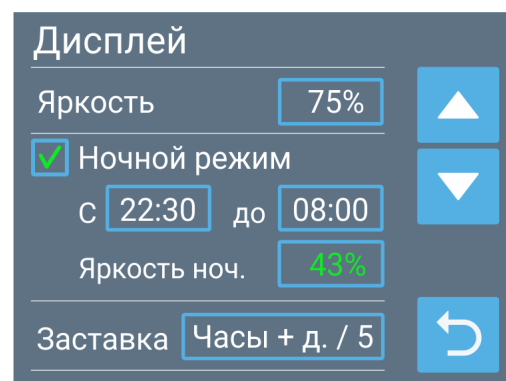 Дисплей
Яркость 75%
Ночной режим
С 22:30 до 08:00
Яркость ноч. 43%
Заставка Часы + д. / 5